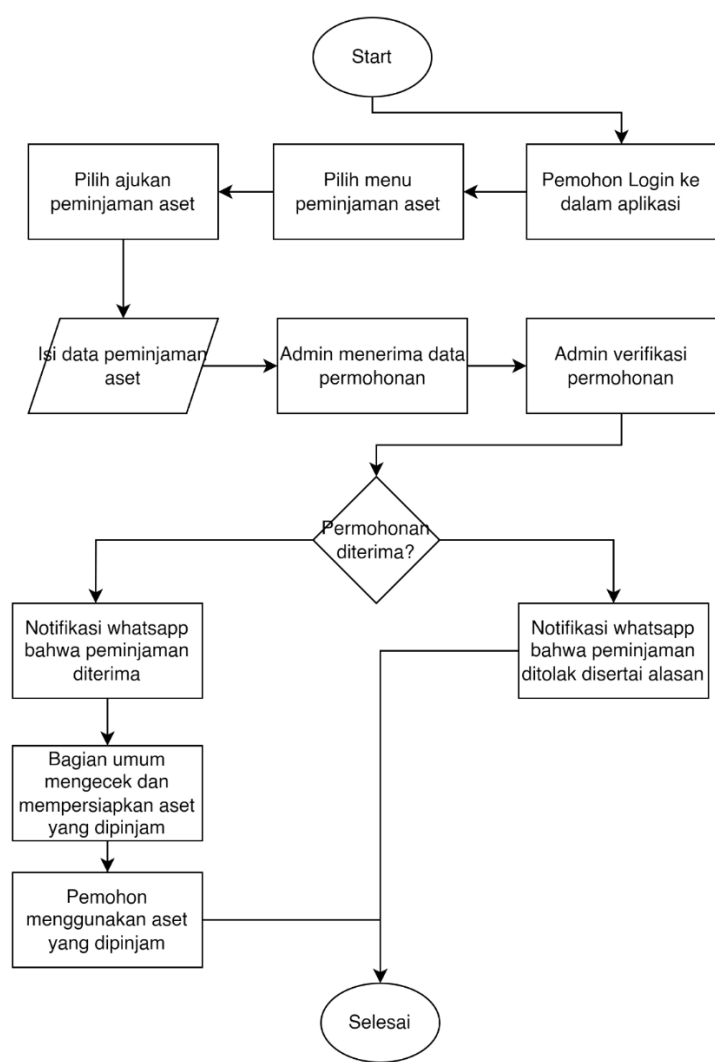 Start
Pemohon Login ke
dalam aplikasi
Pilih menu
peminjaman aset
Pilih ajukan
peminjaman aset
Isi data peminjaman
aset
Admin menerima data
permohonan
Admin verifikasi
permohonan
Permohonan
diterima?
Notifikasi whatsapp
bahwa peminjaman
diterima
Notifikasi whatsapp
bahwa peminjaman
ditolak disertai alasan
Bagian umum
mengecek dan
mempersiapkan aset
yang dipinjam
Pemohon
menggunakan aset
yang dipinjam
Selesai